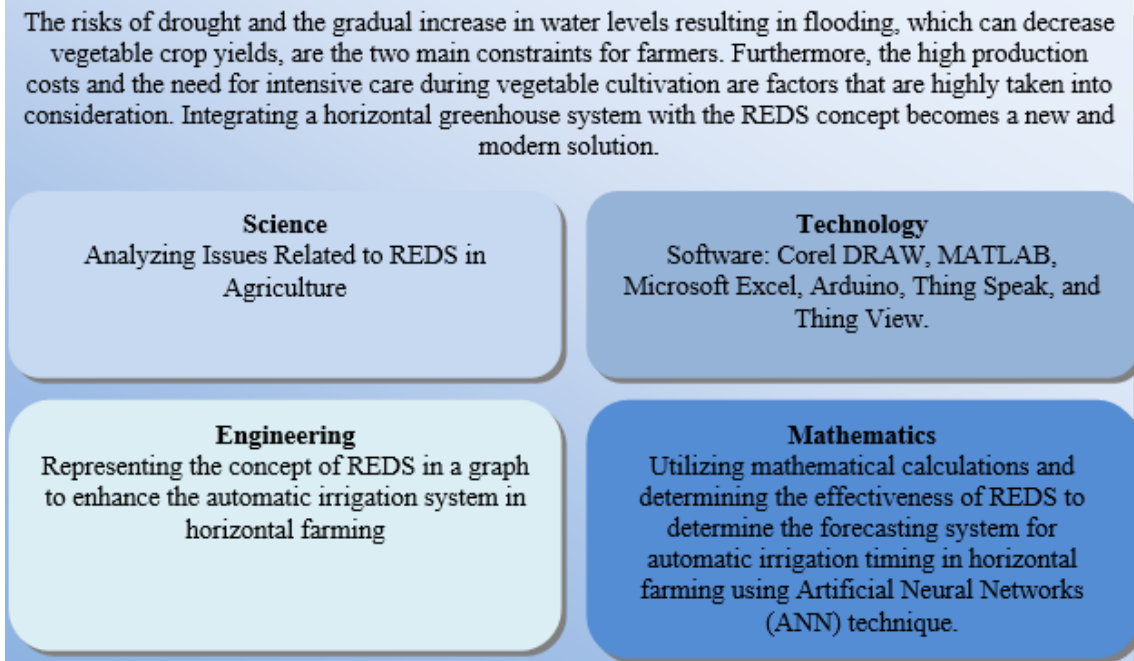 The risks of drought and the gradual increase in water levels resulting in flooding, which can decrease
vegetable crop yields, are the two main constraints for farmers. Furthermore, the high production
costs and the need for intensive care during vegetable cultivation are factors that are highly taken into
consideration. Integrating a horizontal greenhouse system with the REDS concept becomes a new and
modern solution.
Science
Analyzing Issues Related to REDS in
Agriculture
Technology
Software: Corel DRAW, MATLAB,
Microsoft Excel, Arduino, Thing Speak, and
Thing View.
Engineering
Representing the concept of REDS in a graph
to enhance the automatic irrigation system in
horizontal farming
Mathematics
Utilizing mathematical calculations and
determining the effectiveness of REDS to
determine the forecasting system for
automatic irrigation timing in horizontal
farming using Artificial Neural Networks
(ANN) technique.